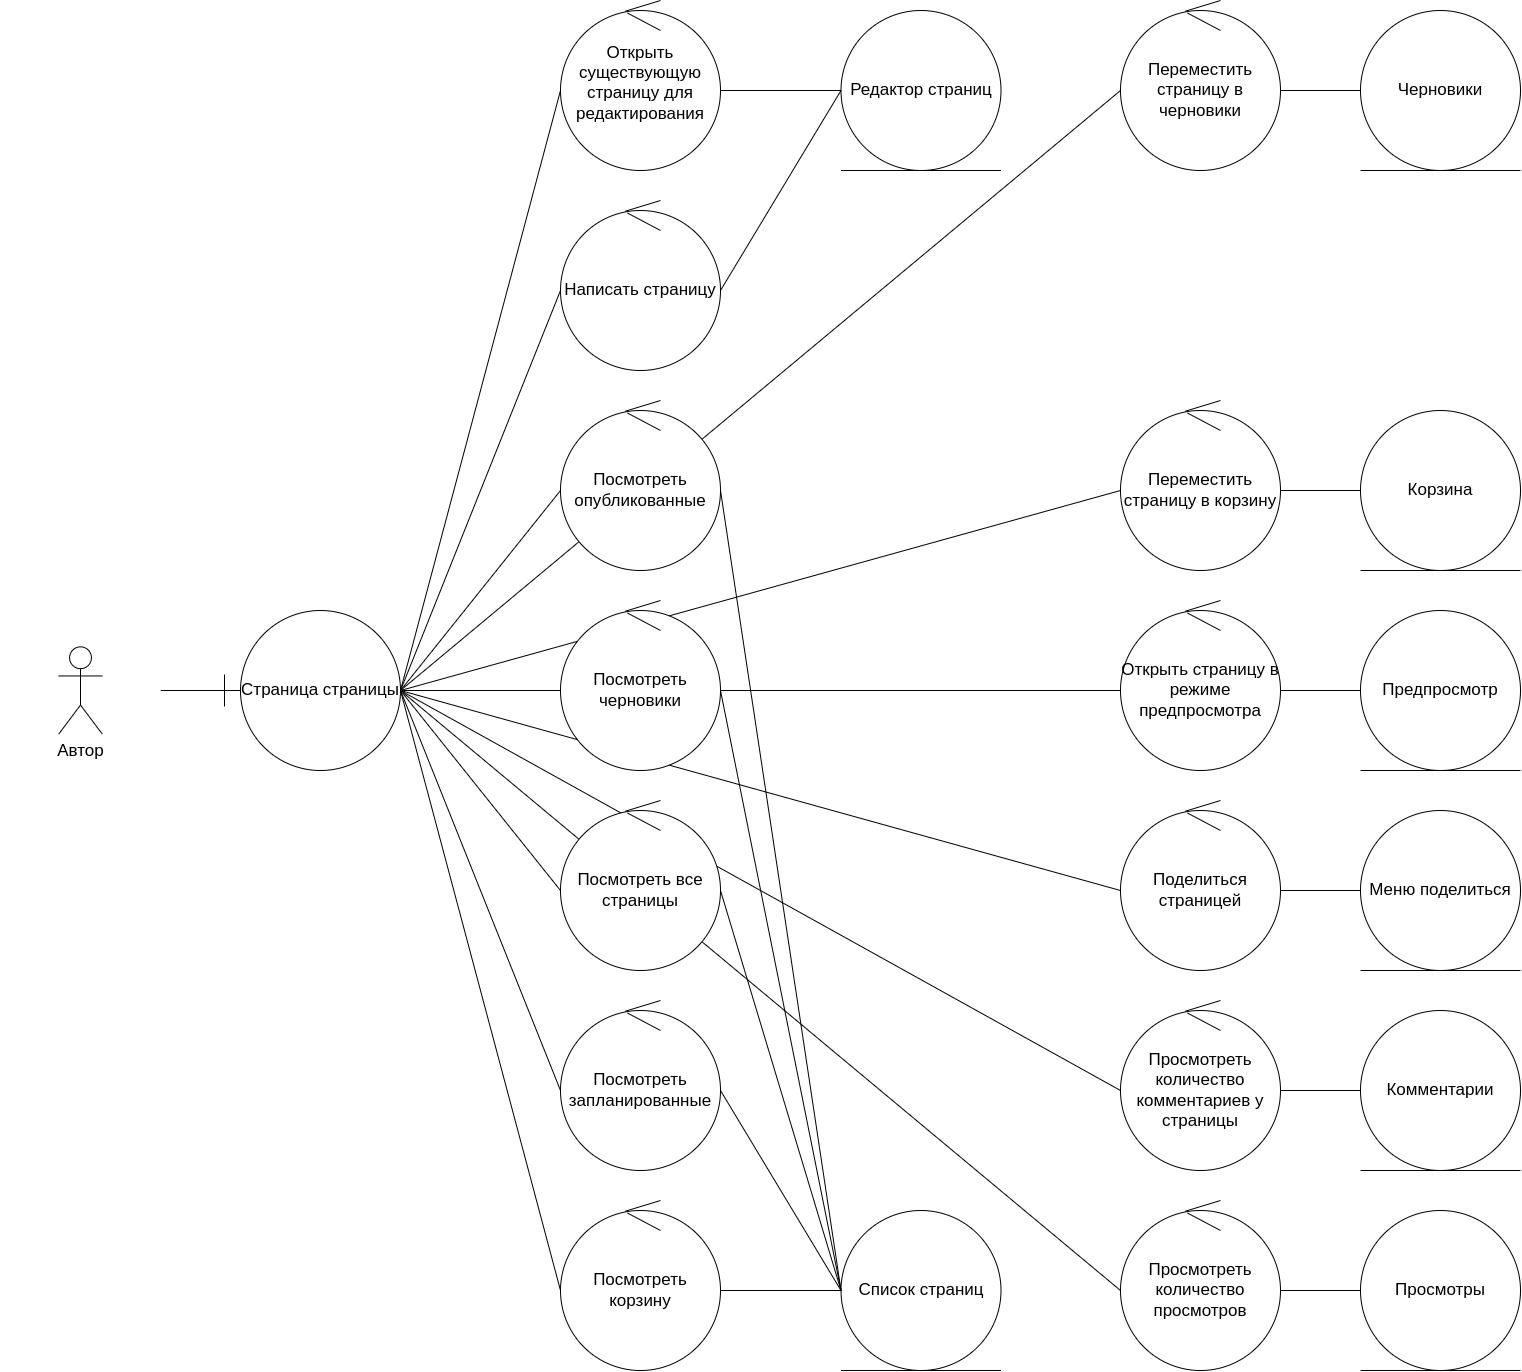 Открыть
существующую
страницу для
редактирования
Редактор страниц
Переместить
страницу в
черновики
Черновики
Написать страницу
Посмотреть
опубликованные
Переместить
страницу в корзину
Корзина
Автор
Страница страницы
Посмотреть
черновики
Открыть страницу в
режиме
предпросмотра
Предпросмотр
Посмотреть все
страницы
Поделиться
страницей
Меню поделиться
Посмотреть
запланированные
Просмотреть
количество
комментариев у
страницы
Комментарии
Посмотреть
корзину
Список страниц
Просмотреть
количество
просмотров
Просмотры